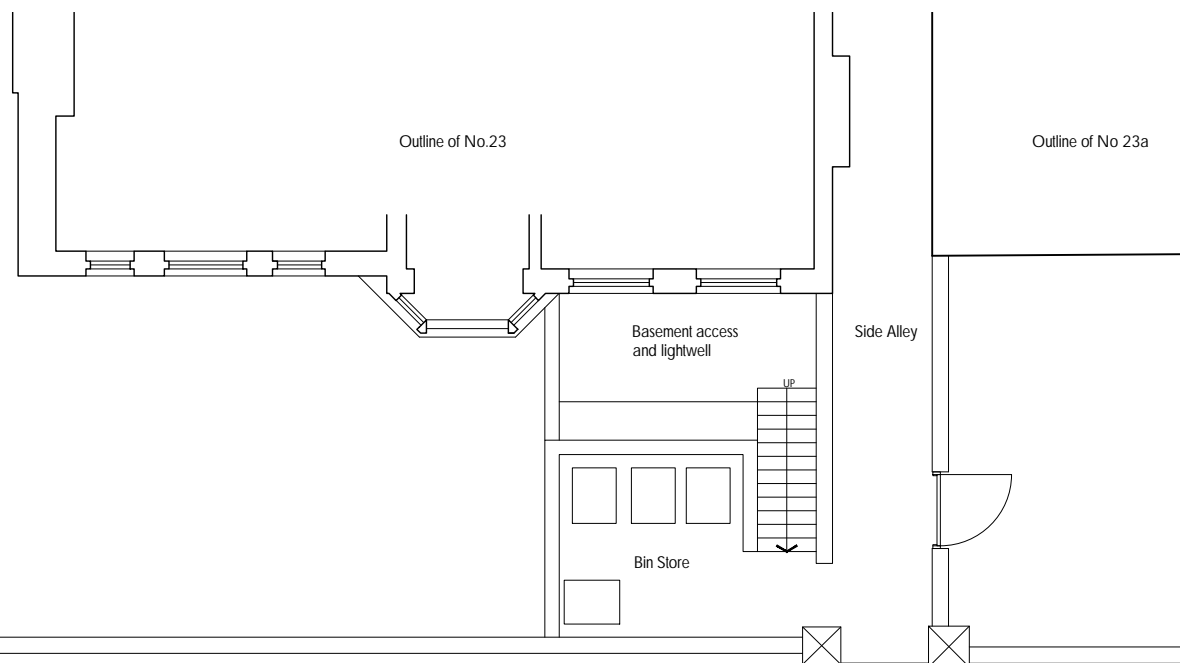 Outline of No.23
Outline of No 23a
Basement access
and lightwell
Side Alley
UP
Bin Store